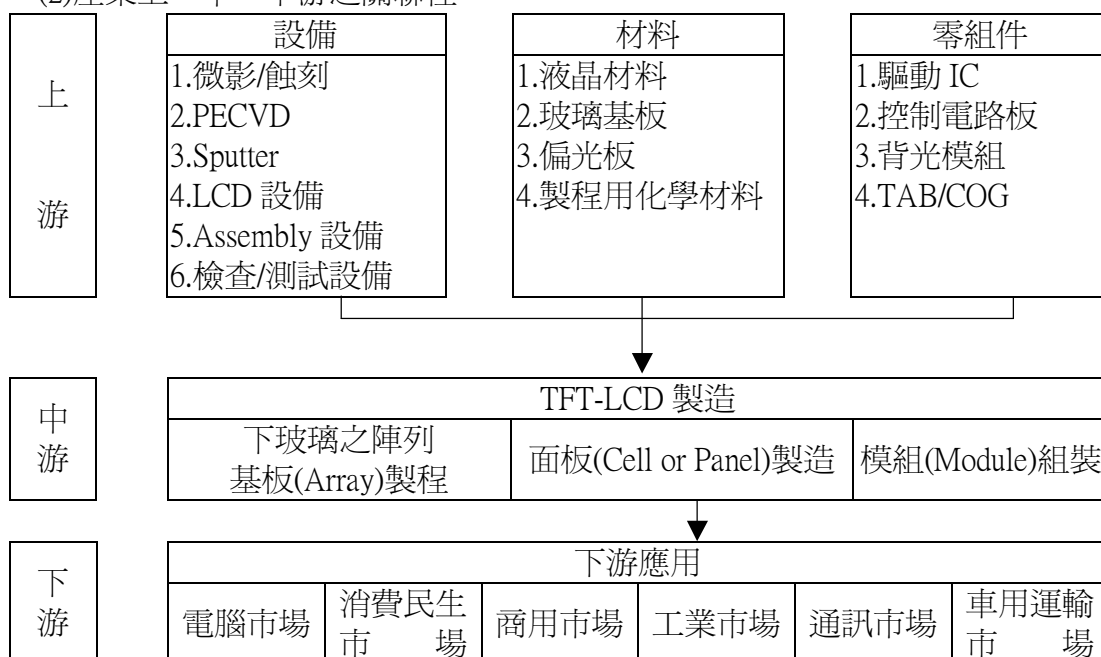 上
游
設備
1.微影/蝕刻
2.PECVD
3.Sputter
4.LCD 設備
5.Assembly 設備
6.檢查/測試設備
材料
1.液晶材料
2.玻璃基板
3.偏光板
4.製程用化學材料
零組件
1.驅動 IC
2.控制電路板
3.背光模組
4.TAB/COG
中
游
TFT-LCD 製造
下玻璃之陣列
基板(Array)製程
面板(Cell or Panel)製造
模組(Module)組裝
下
游
下游應用
電腦市場
消費民生
市 場
商用市場
工業市場
通訊市場
車用運輸
市 場